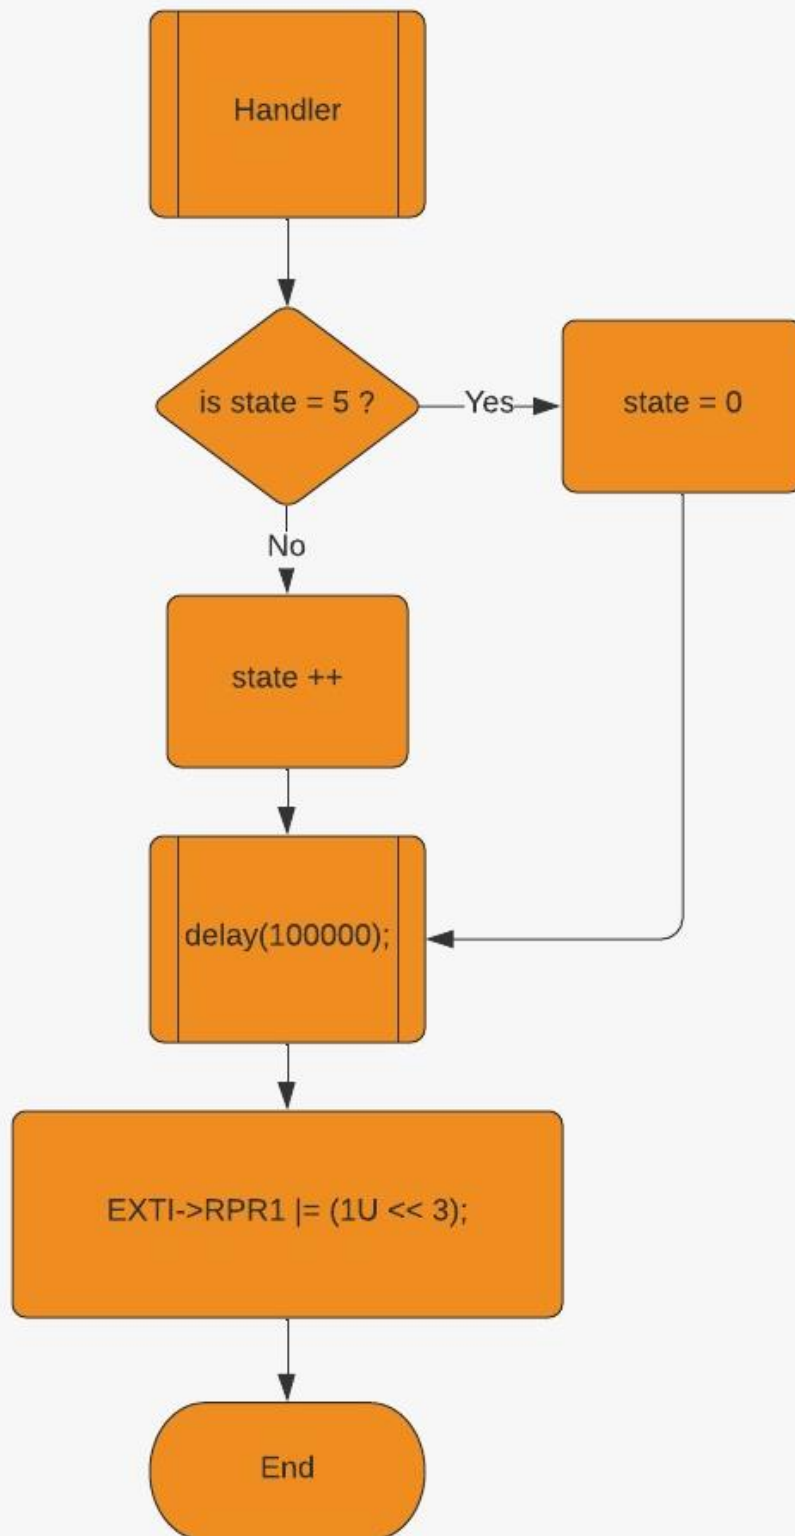 Handler
is state = 5 ?
Yes
state = 0
No
state ++
delay(100000);
EXTI->RPR1 |= (1U << 3);
End